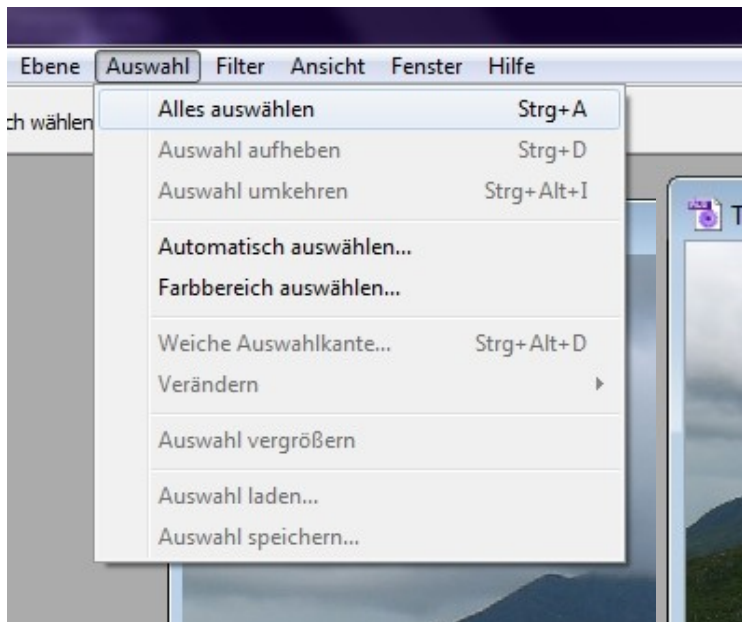 Ebene Auswahl Filter Ansicht Fenster Hilfe
ch wählen
Alles auswählen Strg+A
Auswahl aufheben Strg+D
Auswahl umkehren Strg+Alt+I
Automatisch auswählen...
Farbbereich auswählen...
Weiche Auswahlkante... Strg+Alt+D
Verändern
Auswahl vergrößern
Auswahl laden...
Auswahl speichern...